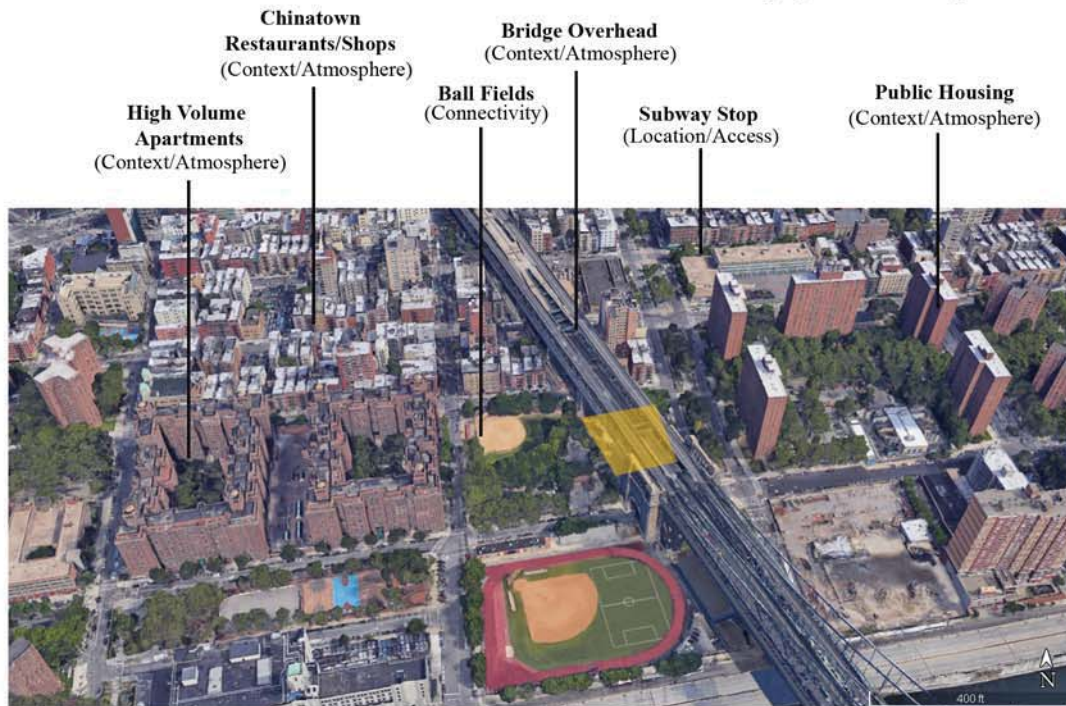 Chinatown
Restaurants/Shops
(Context/Atmosphere)
Bridge Overhead
(Context/Atmosphere)
High Volume
Apartments
(Context/Atmosphere)
Ball Fields
(Connectivity)
Subway Stop
(Location/Access)
Public Housing
(Context/Atmosphere)
N
400 ft